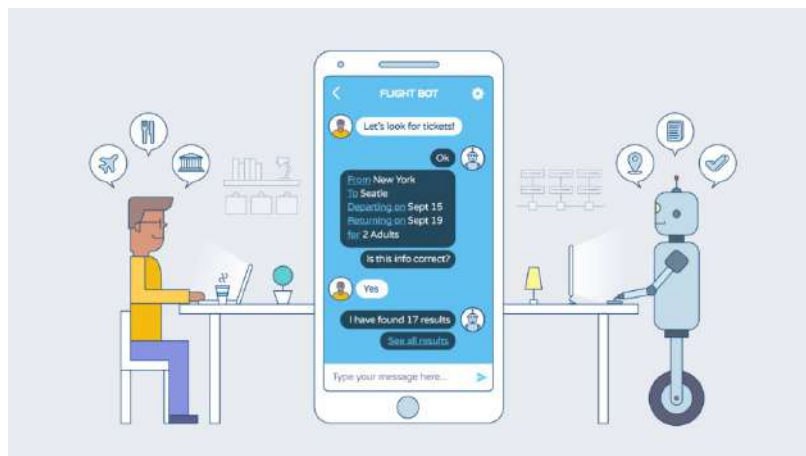 FLIGHT BOT
Let's look for tickets!
Ok
From New York
To Seatle
Departing on Sept 15
Returning on Sept 19
for 2 Adults
Is this info correct?
Yes
I have found 17 results
See all results
Type your message here...